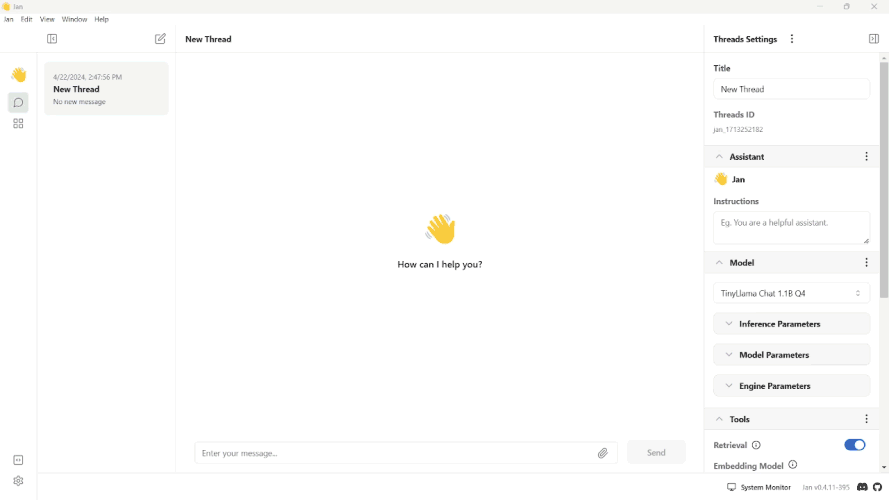 Jan
Jan Edit View Window Help
New Thread
Threads Settings
4/22/2024, 2:47:56 PM
New Thread
No new message
How can I help you?
Enter your message...
Send
Title
New Thread
Threads ID
jan_1713252182
Assistant
Jan
Instructions
Eg. You are a helpful assistant.
Model
TinyLlama Chat 1.1B Q4
Inference Parameters
Model Parameters
Engine Parameters
Tools
Retrieval
Embedding Model
System Monitor
Jan v0.4.11-395